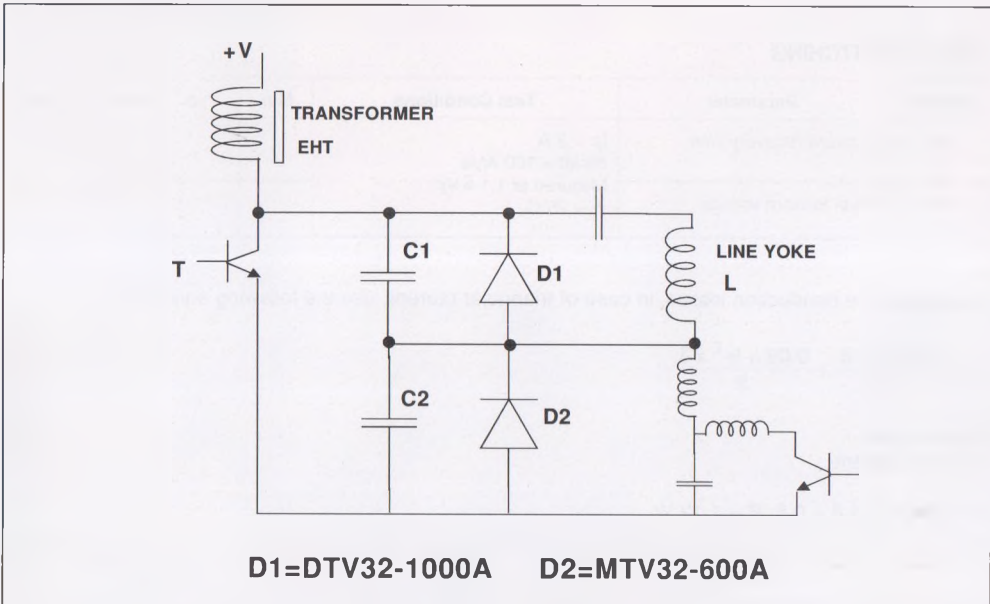 +V
TRANSFORMER
EHT
T
C1
D1
LINE YOKE
L
C2
D2
D1=DTV32-1000A D2=MTV32-600A